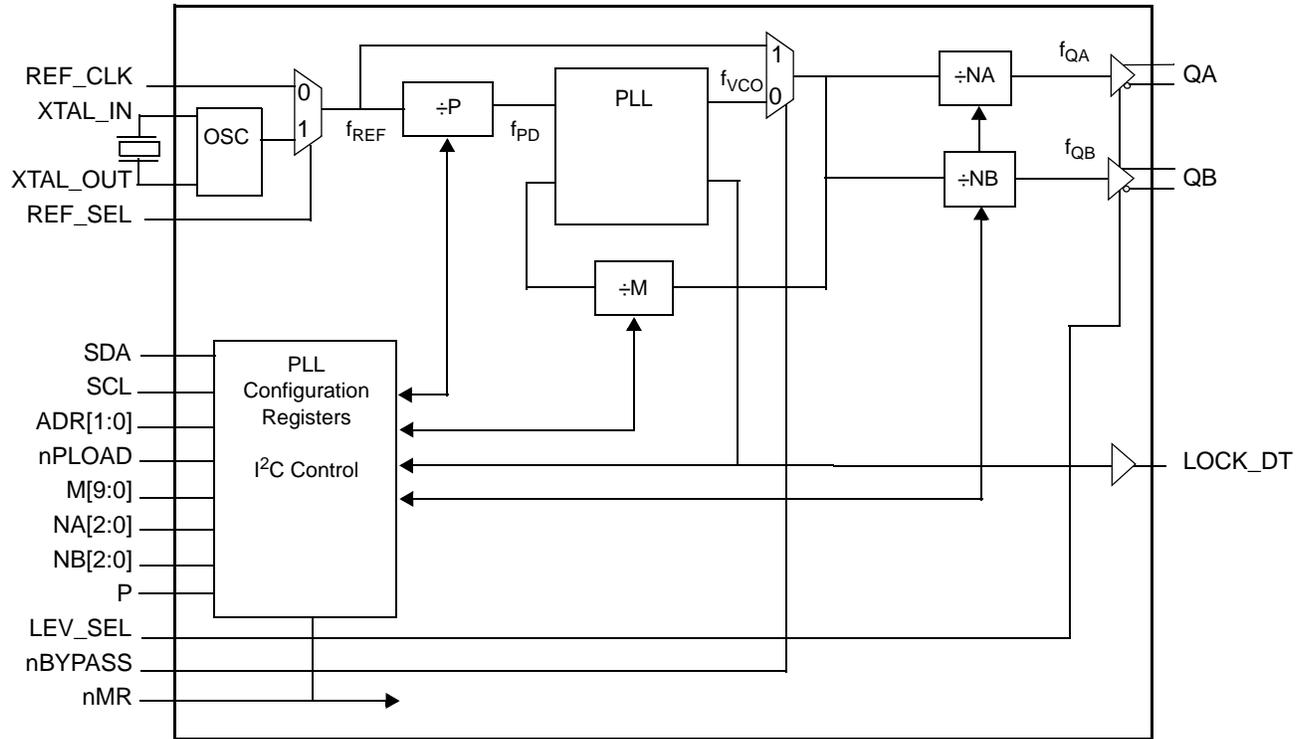 REF_CLK
XTAL_IN
XTAL_OUT
REF_SEL
OSC
0
1
fREF
÷P
fPD
PLL
fVCO
1
0
÷M
÷NA
÷NB
fQA
fQB
QA
QB
SDA
SCL
ADR[1:0]
nPLOAD
M[9:0]
NA[2:0]
NB[2:0]
P
LEV_SEL
nBYPASS
nMR
PLL
Configuration
Registers
I²C Control
LOCK_DT